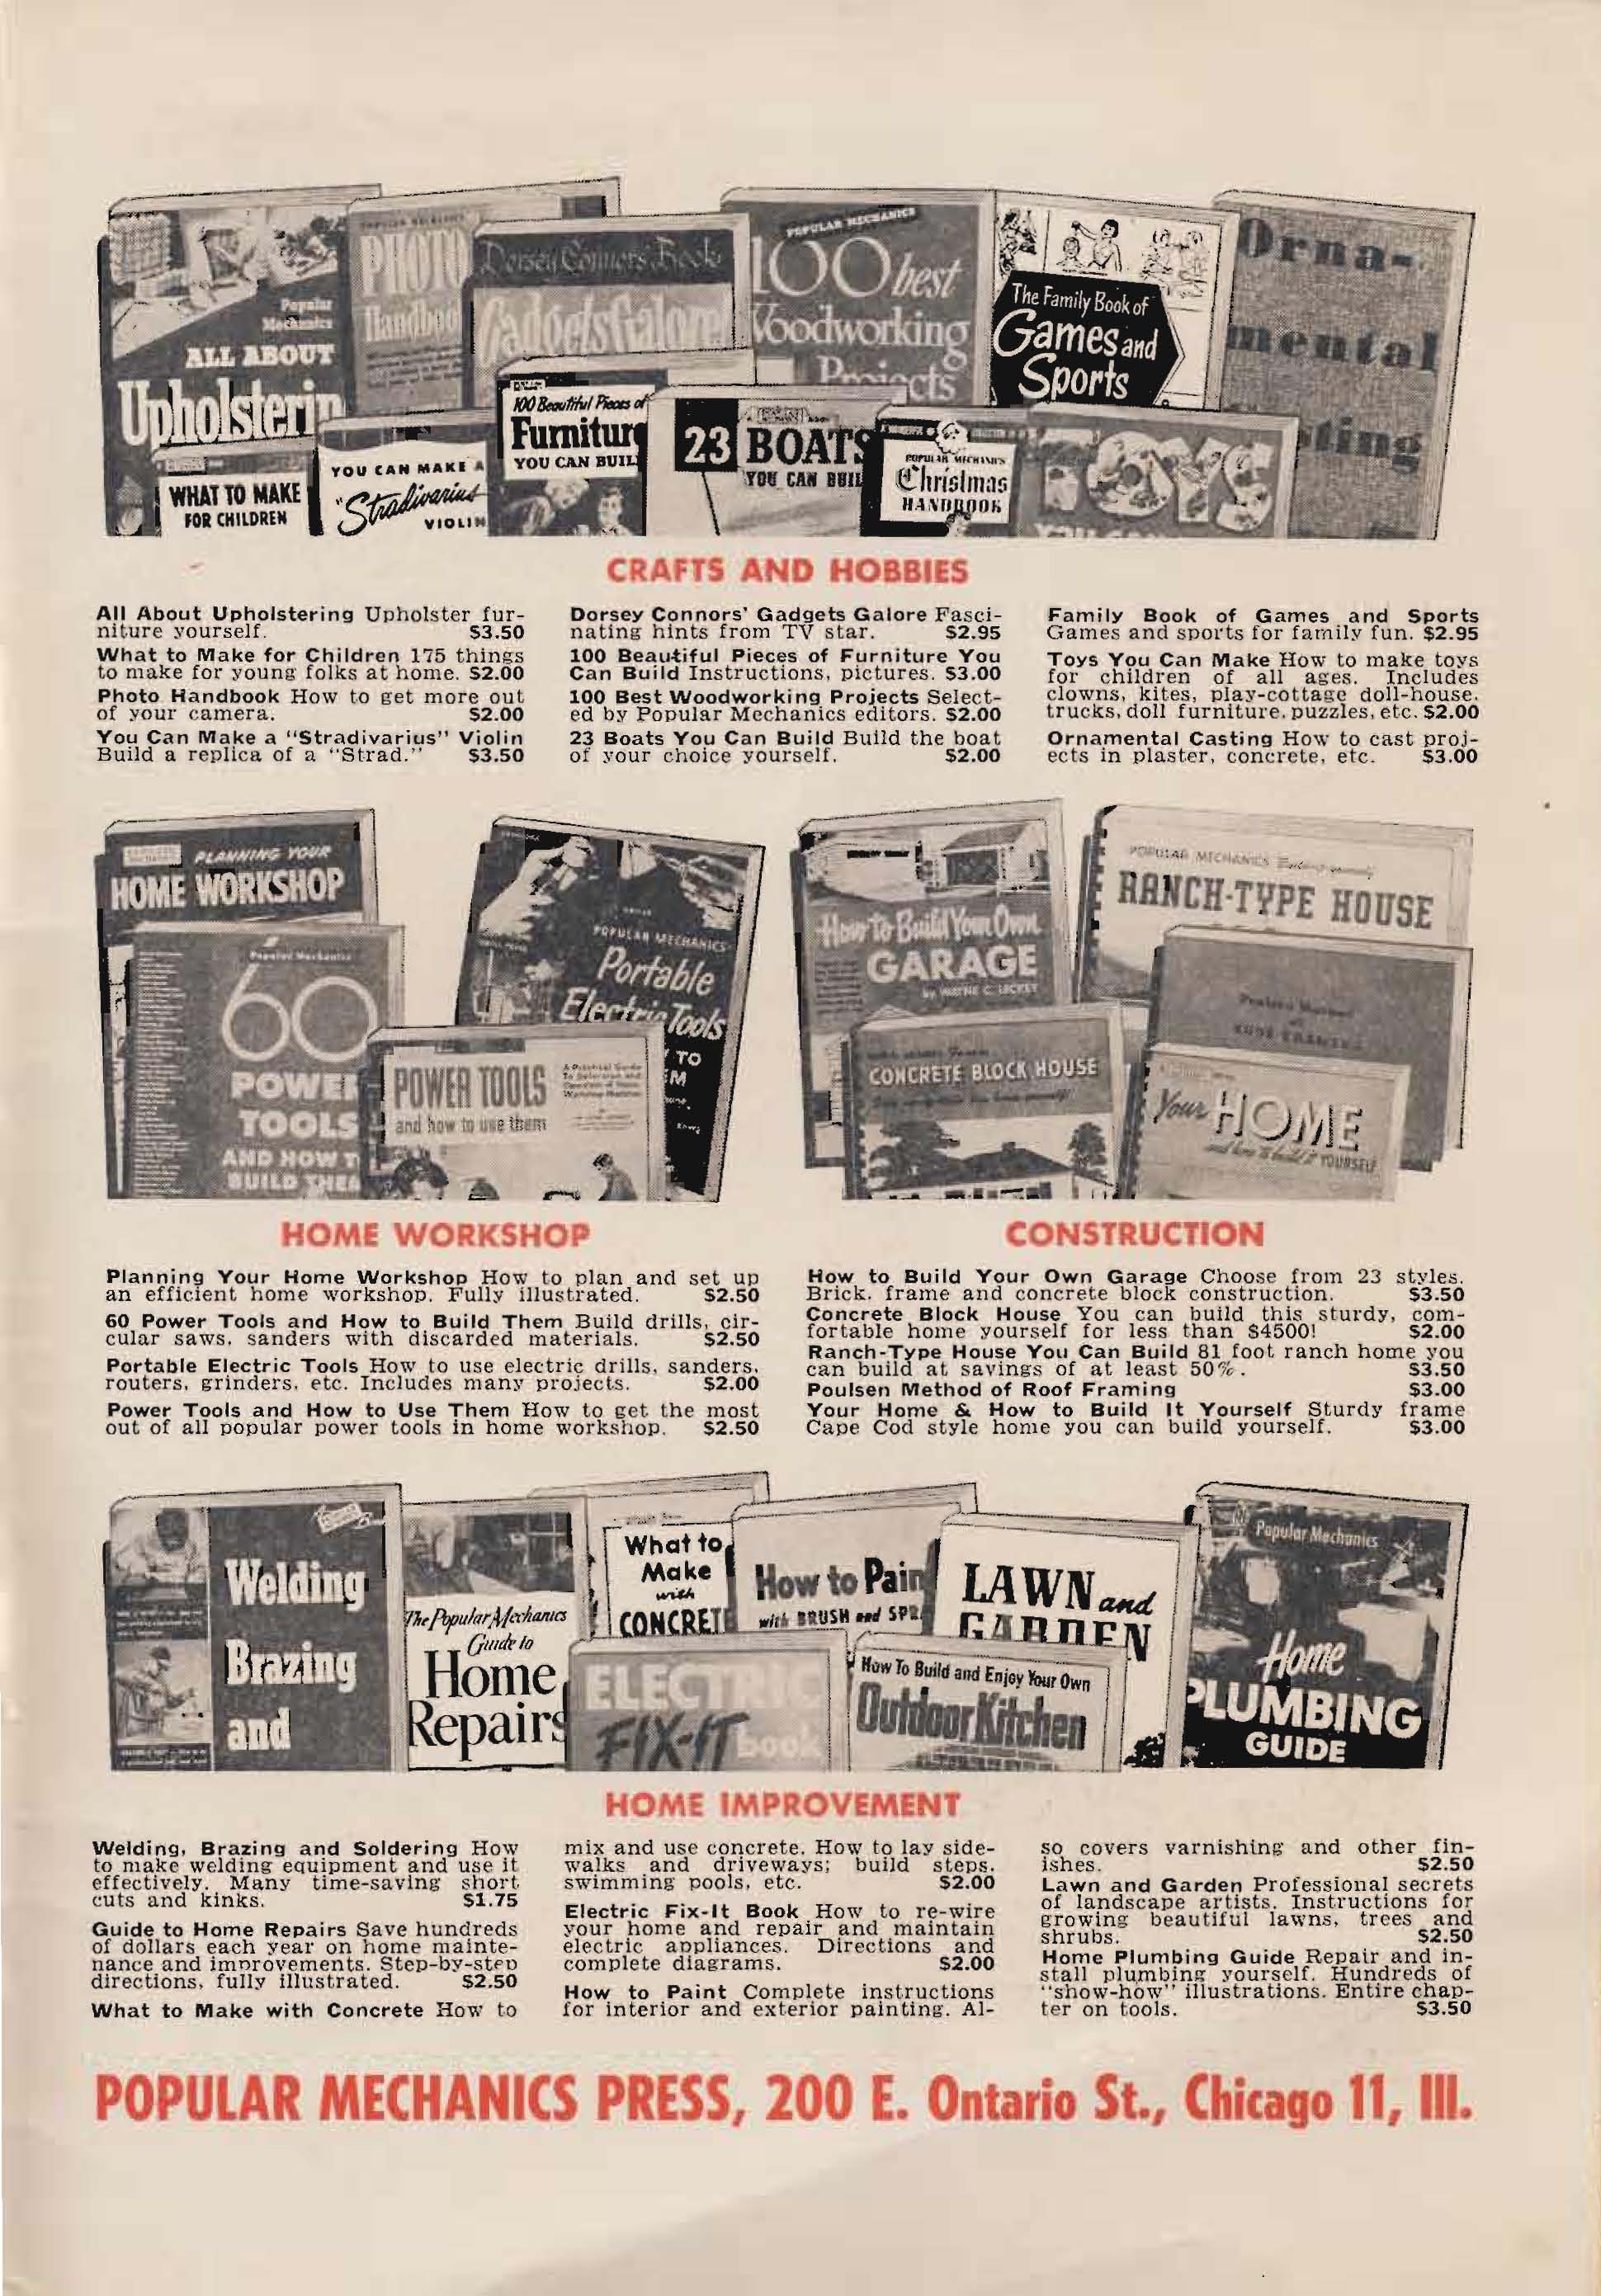 Popular
Mechanics
ALL ABOUT
Upholsterin
WHAT TO MAKE
FOR CHILDREN
PHOTO
Handboo
YOU CAN MAKE A
"Stradivarius
VIOLIN
Dorsey Connors' Book
Gadgets Galore
100 Beautiful Pieces of
Furniture
YOU CAN BUIL
POPULAR MECHANICS
100 best
Woodworking
Projects
23 BOATS
YOU CAN BUIL
The Family Book of
Games and
Sports
POPULAR MECHANICS
Christmas
HANDBOOK
TOYS
Orna-
mental
sting
CRAFTS AND HOBBIES
All About Upholstering Upholster fur-
niture yourself. $3.50
What to Make for Children 175 things
to make for young folks at home. $2.00
Photo Handbook How to get more out
of your camera. $2.00
You Can Make a "Stradivarius" Violin
Build a replica of a "Strad." $3.50
Dorsey Connors' Gadgets Galore Fasci-
nating hints from TV star. $2.95
100 Beautiful Pieces of Furniture You
Can Build Instructions, pictures. $3.00
100 Best Woodworking Projects Select-
ed by Popular Mechanics editors. $2.00
23 Boats You Can Build Build the boat
of your choice yourself. $2.00
Family Book of Games and Sports
Games and sports for family fun. $2.95
Toys You Can Make How to make toys
for children of all ages. Includes
clowns, kites, play-cottage doll-house,
trucks, doll furniture, puzzles, etc. $2.00
Ornamental Casting How to cast proj-
ects in plaster, concrete, etc. $3.00
PLANNING YOUR
HOME WORKSHOP
Popular Mechanics
60
POWER
TOOLS
AND HOW T
BUILD THEM
POPULAR MECHANICS
Portable
Electric Tools
TO
EM
POWER TOOLS
and how to use them
How to Build Your Own
GARAGE
by WAYNE C. LECKEY
POPULAR MECHANICS
RANCH-TYPE HOUSE
CONCRETE BLOCK HOUSE
Your HOME
and how to build it YOURSELF
HOME WORKSHOP
Planning Your Home Workshop How to plan and set up
an efficient home workshop. Fully illustrated. $2.50
60 Power Tools and How to Build Them Build drills, cir-
cular saws, sanders with discarded materials. $2.50
Portable Electric Tools How to use electric drills, sanders,
routers, grinders, etc. Includes many projects. $2.00
Power Tools and How to Use Them How to get the most
out of all popular power tools in home workshop. $2.50
CONSTRUCTION
How to Build Your Own Garage Choose from 23 styles.
Brick, frame and concrete block construction. $3.50
Concrete Block House You can build this sturdy, com-
fortable home yourself for less than $4500! $2.00
Ranch-Type House You Can Build 81 foot ranch home you
can build at savings of at least 50%. $3.50
Poulsen Method of Roof Framing $3.00
Your Home & How to Build It Yourself Sturdy frame
Cape Cod style home you can build yourself. $3.00
Welding
Brazing
and
The Popular Mechanics
Guide to
Home
Repairs
What to
Make
with
CONCRETE
ELECTRIC
FIX-IT book
How to Pain
with BRUSH and SPR
How To Build and Enjoy Your Own
Outdoor Kitchen
LAWN and
GARDEN
Popular Mechanics
Home
PLUMBING
GUIDE
HOME IMPROVEMENT
Welding, Brazing and Soldering How
to make welding equipment and use it
effectively. Many time-saving short
cuts and kinks. $1.75
Guide to Home Repairs Save hundreds
of dollars each year on home mainte-
nance and improvements. Step-by-step
directions, fully illustrated. $2.50
What to Make with Concrete How to
mix and use concrete. How to lay side-
walks and driveways; build steps,
swimming pools, etc. $2.00
Electric Fix-It Book How to re-wire
your home and repair and maintain
electric appliances. Directions and
complete diagrams. $2.00
How to Paint Complete instructions
for interior and exterior painting. Al-
so covers varnishing and other fin-
ishes. $2.50
Lawn and Garden Professional secrets
of landscape artists. Instructions for
growing beautiful lawns, trees and
shrubs. $2.50
Home Plumbing Guide Repair and in-
stall plumbing yourself. Hundreds of
"show-how" illustrations. Entire chap-
ter on tools. $3.50
POPULAR MECHANICS PRESS, 200 E. Ontario St., Chicago 11, Ill.